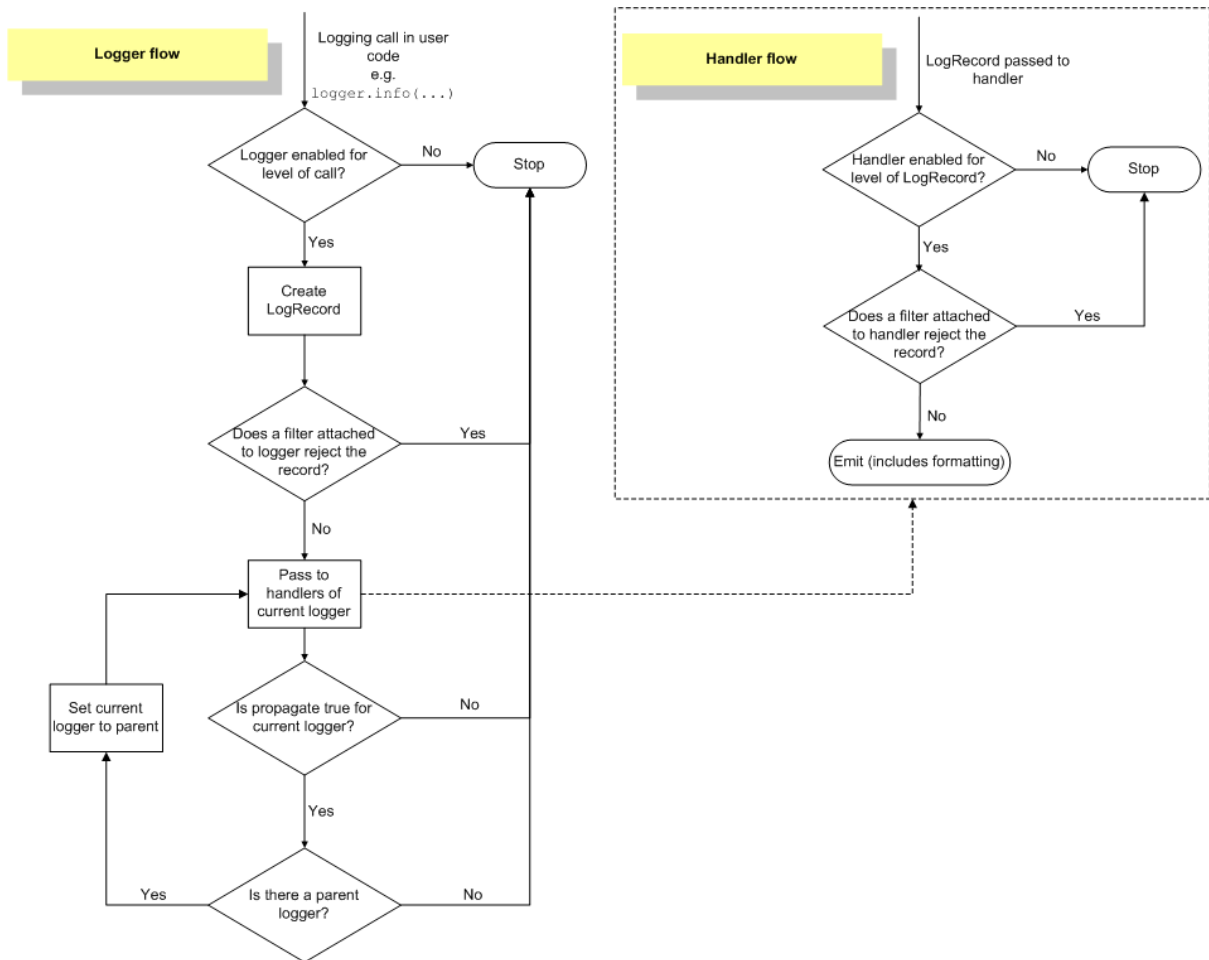 Logger flow
Logging call in user
code
e.g.
logger.info(...)
Logger enabled for
level of call?
No
Stop
Yes
Create
LogRecord
Does a filter attached
to logger reject the
record?
Yes
No
Pass to
handlers of
current logger
Set current
logger to parent
Is propagate true for
current logger?
No
Yes
Is there a parent
logger?
Yes
No
Handler flow
LogRecord passed to
handler
Handler enabled for
level of LogRecord?
No
Stop
Yes
Does a filter attached
to handler reject the
record?
Yes
No
Emit (includes formatting)